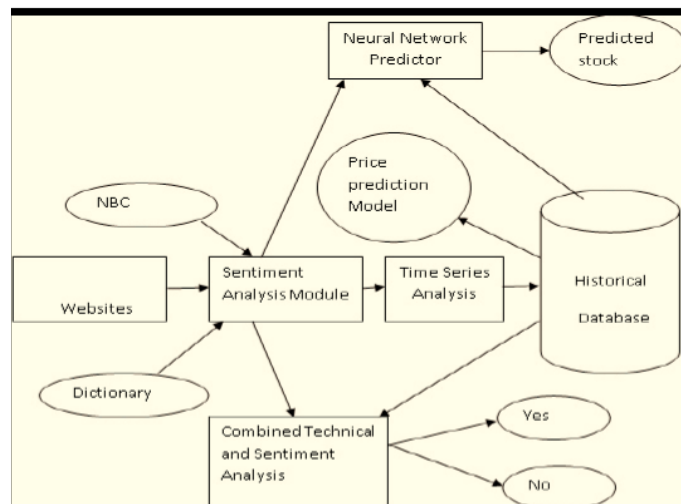 Neural Network
Predictor
Predicted
stock
Price
prediction
Model
NBC
Websites
Sentiment
Analysis Module
Time Series
Analysis
Historical
Database
Dictionary
Combined Technical
and Sentiment
Analysis
Yes
No